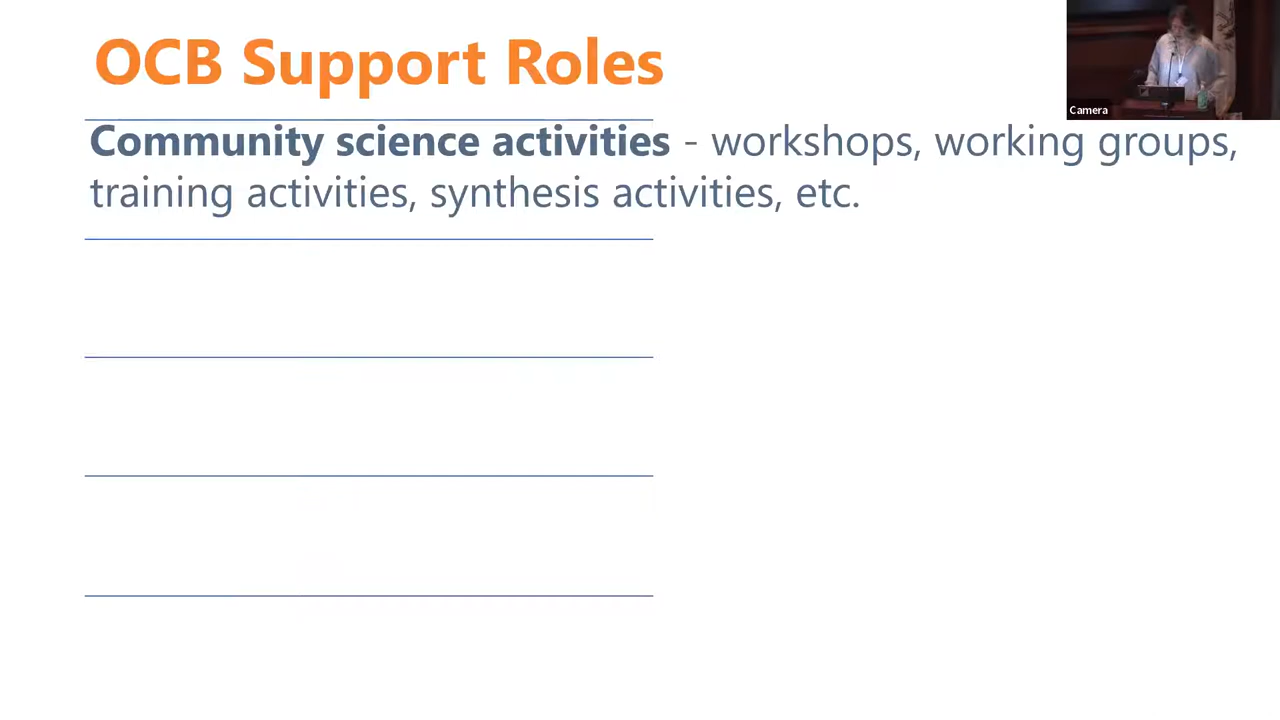 OCB Support Roles
Camera
Community science activities - workshops, working groups,
training activities, synthesis activities, etc.